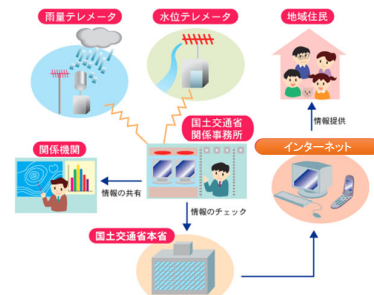 雨量テレメータ
水位テレメータ
地域住民
国土交通省
関係事務所
情報提供
関係機関
インターネット
情報の共有
情報のチェック
国土交通省本省